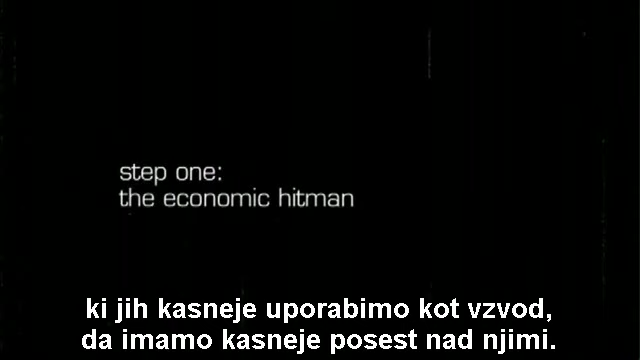 step one:
the economic hitman
ki jih kasneje uporabimo kot vzvod,
da imamo kasneje posest nad njimi.